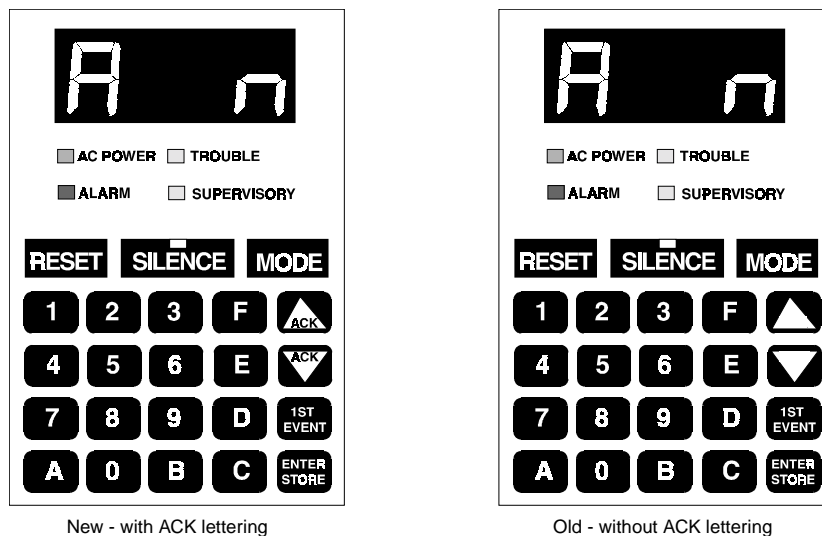 A n
AC POWER TROUBLE
ALARM SUPERVISORY
RESET SILENCE MODE
1 2 3 F ACK
4 5 6 E ACK
7 8 9 D 1ST EVENT
A 0 B C ENTER STORE
New - with ACK lettering
A n
AC POWER TROUBLE
ALARM SUPERVISORY
RESET SILENCE MODE
1 2 3 F
4 5 6 E
7 8 9 D 1ST EVENT
A 0 B C ENTER STORE
Old - without ACK lettering